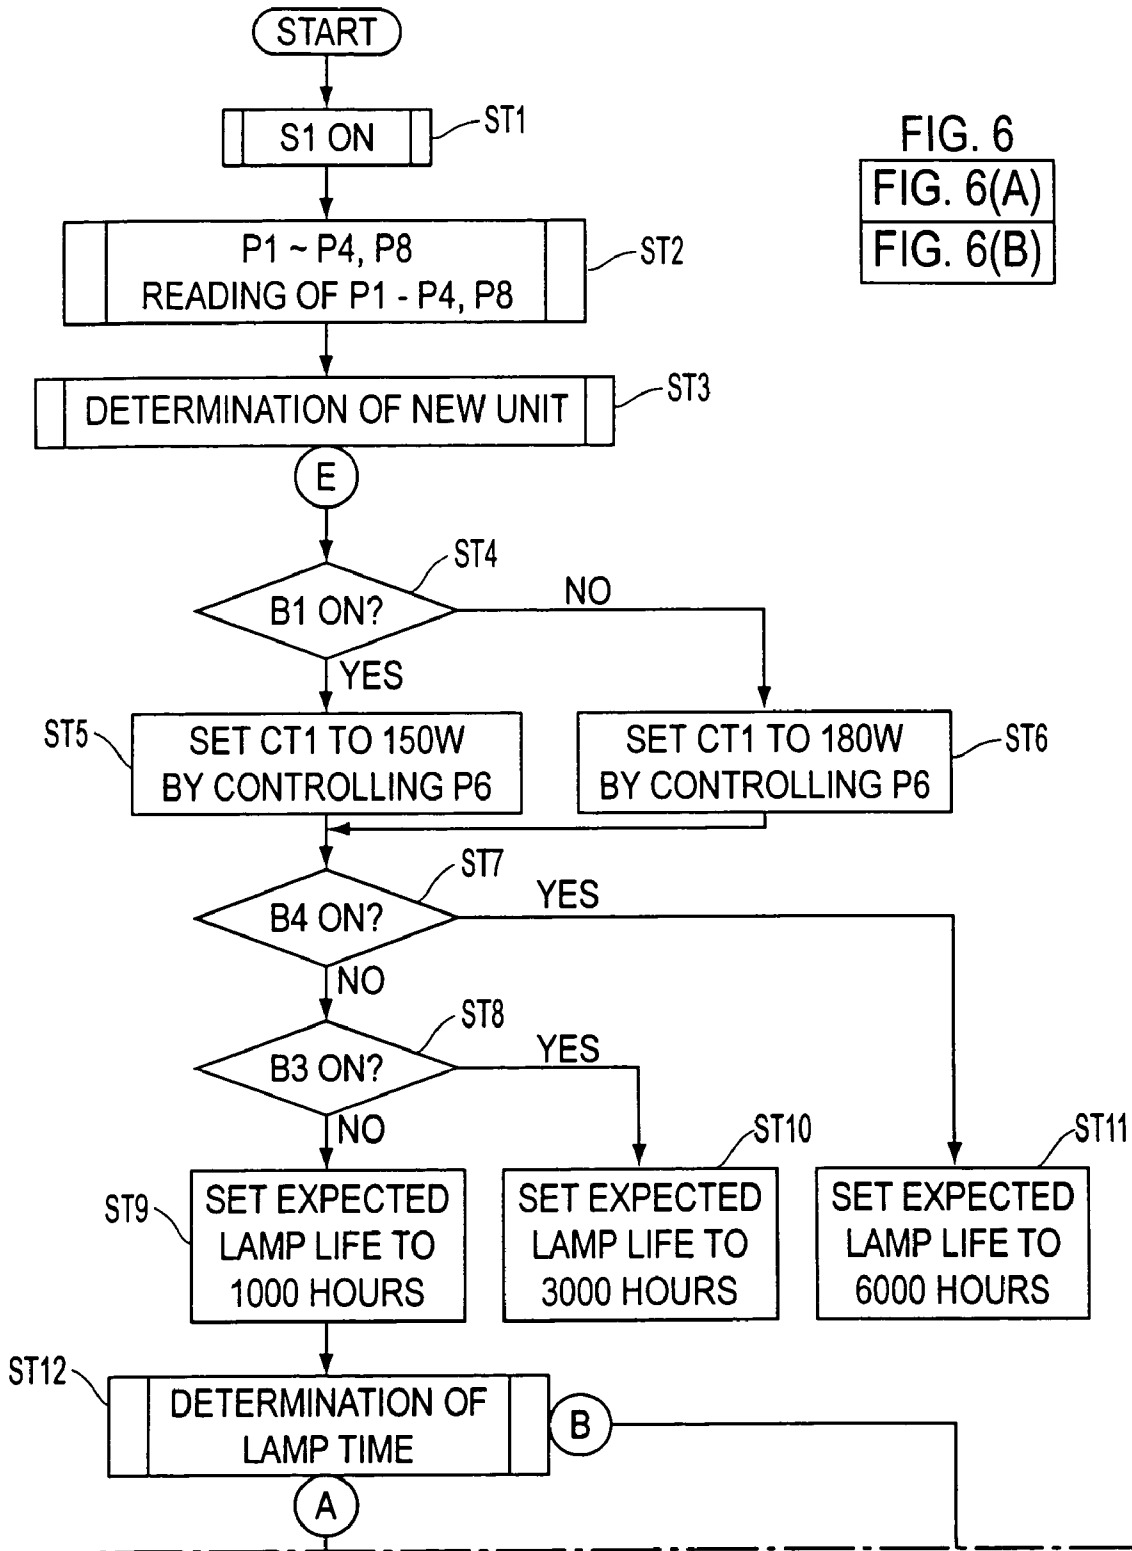 START
S1 ON
ST1
FIG. 6
FIG. 6(A)
FIG. 6(B)
P1 ~ P4, P8
READING OF P1 - P4, P8
ST2
DETERMINATION OF NEW UNIT
ST3
E
ST4
B1 ON?
NO
YES
ST5
SET CT1 TO 150W
BY CONTROLLING P6
SET CT1 TO 180W
BY CONTROLLING P6
ST6
ST7
B4 ON?
YES
NO
ST8
B3 ON?
YES
NO
ST9
SET EXPECTED
LAMP LIFE TO
1000 HOURS
ST10
SET EXPECTED
LAMP LIFE TO
3000 HOURS
ST11
SET EXPECTED
LAMP LIFE TO
6000 HOURS
ST12
DETERMINATION OF
LAMP TIME
B
A